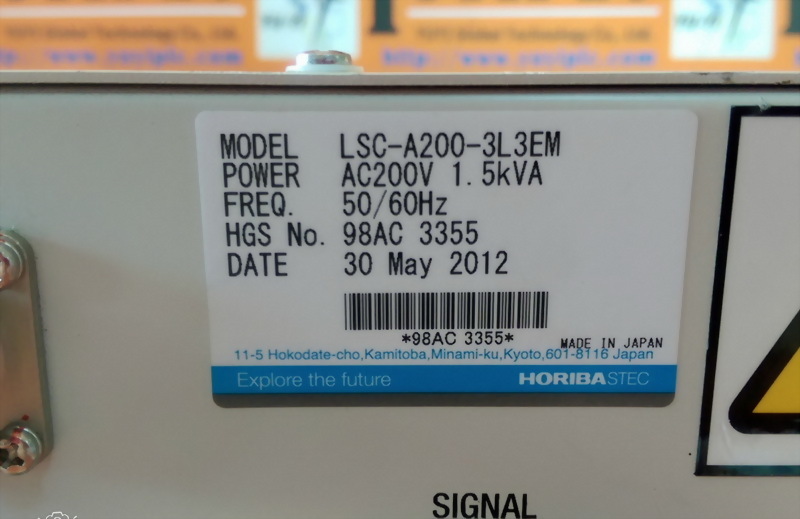 MODEL LSC-A200-3L3EM
POWER AC200V 1.5kVA
FREQ. 50/60Hz
HGS No. 98AC 3355
DATE 30 May 2012
*98AC 3355*
MADE IN JAPAN
11-5 Hokodate-cho,Kamitoba,Minami-ku,Kyoto,601-8116 Japan
Explore the future HORIBASTEC
SIGNAL